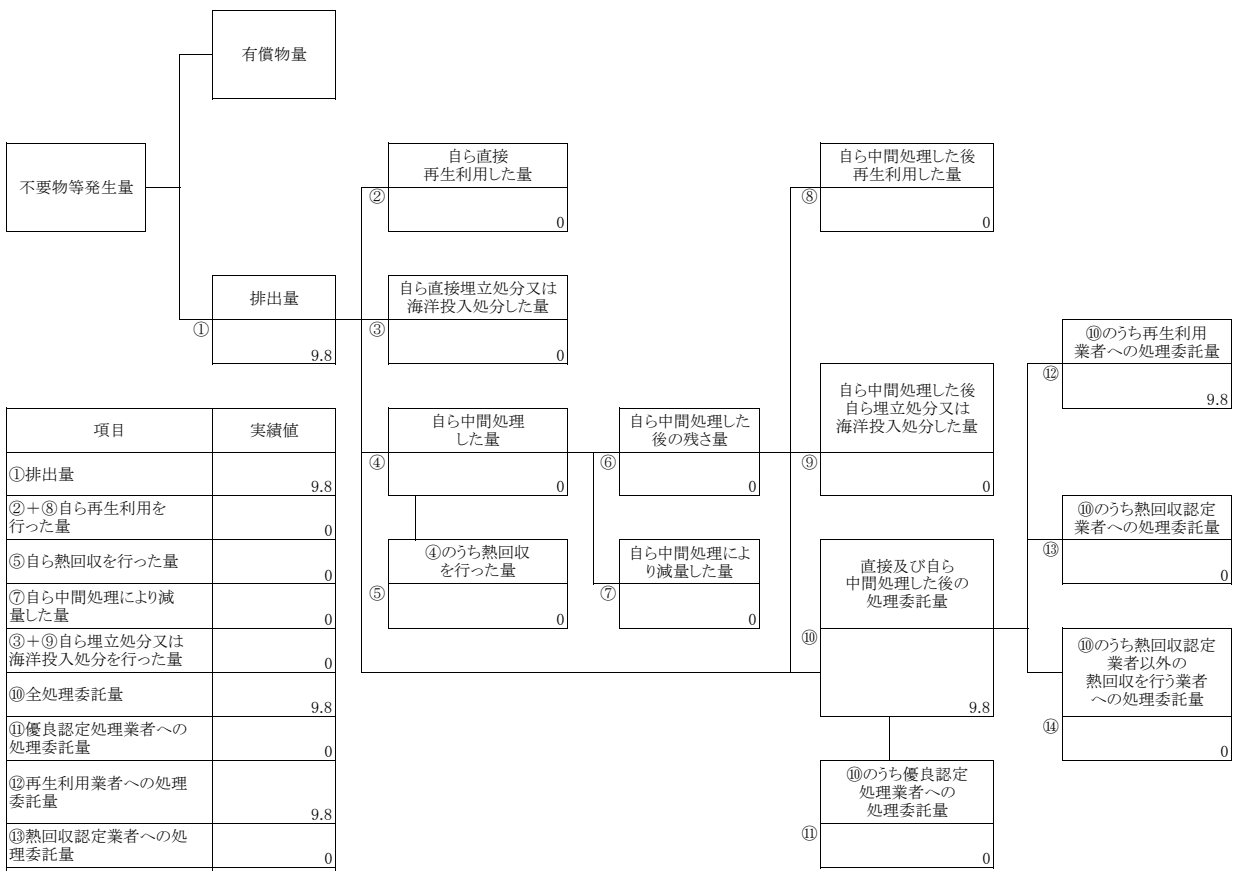 有償物量
不要物等発生量
自ら直接
再生利用した量
②
0
自ら中間処理した後
再生利用した量
⑧
0
排出量
①
9.8
自ら直接埋立処分又は
海洋投入処分した量
③
0
⑩のうち再生利用
業者への処理委託量
⑫
9.8
自ら中間処理
した量
④
0
自ら中間処理した
後の残さ量
⑥
0
自ら中間処理した後
自ら埋立処分又は
海洋投入処分した量
⑨
0
⑩のうち熱回収認定
業者への処理委託量
⑬
0
④のうち熱回収
を行った量
⑤
0
自ら中間処理によ
り減量した量
⑦
0
直接及び自ら
中間処理した後の
処理委託量
⑩
9.8
⑩のうち熱回収認定
業者以外の
熱回収を行う業者
への処理委託量
⑭
0
⑩のうち優良認定
処理業者への
処理委託量
⑪
0
項目 実績値
①排出量 9.8
②+⑧自ら再生利用を
行った量 0
⑤自ら熱回収を行った量 0
⑦自ら中間処理により減
量した量 0
③+⑨自ら埋立処分又は
海洋投入処分を行った量 0
⑩全処理委託量 9.8
⑪優良認定処理業者への
処理委託量 0
⑫再生利用業者への処理
委託量 9.8
⑬熱回収認定業者への処
理委託量 0